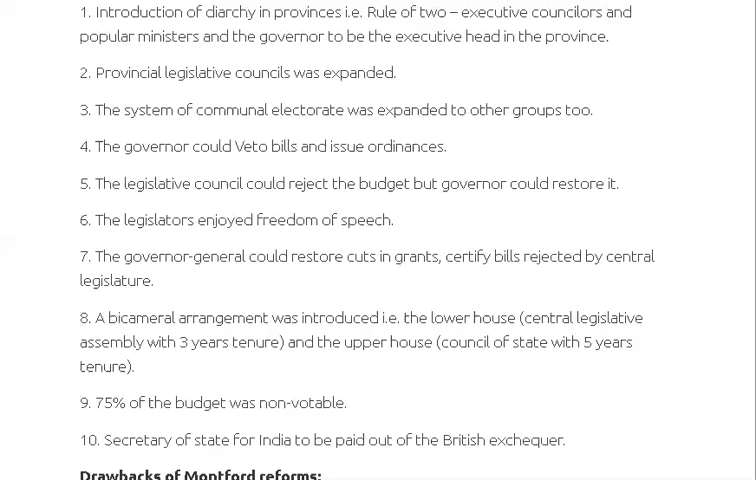 1. Introduction of diarchy in provinces i.e. Rule of two – executive councilors and
popular ministers and the governor to be the executive head in the province.
2. Provincial legislative councils was expanded.
3. The system of communal electorate was expanded to other groups too.
4. The governor could Veto bills and issue ordinances.
5. The legislative council could reject the budget but governor could restore it.
6. The legislators enjoyed freedom of speech.
7. The governor-general could restore cuts in grants, certify bills rejected by central
legislature.
8. A bicameral arrangement was introduced i.e. the lower house (central legislative
assembly with 3 years tenure) and the upper house (council of state with 5 years
tenure).
9. 75% of the budget was non-votable.
10. Secretary of state for India to be paid out of the British exchequer.
Drawbacks of Montford reforms: